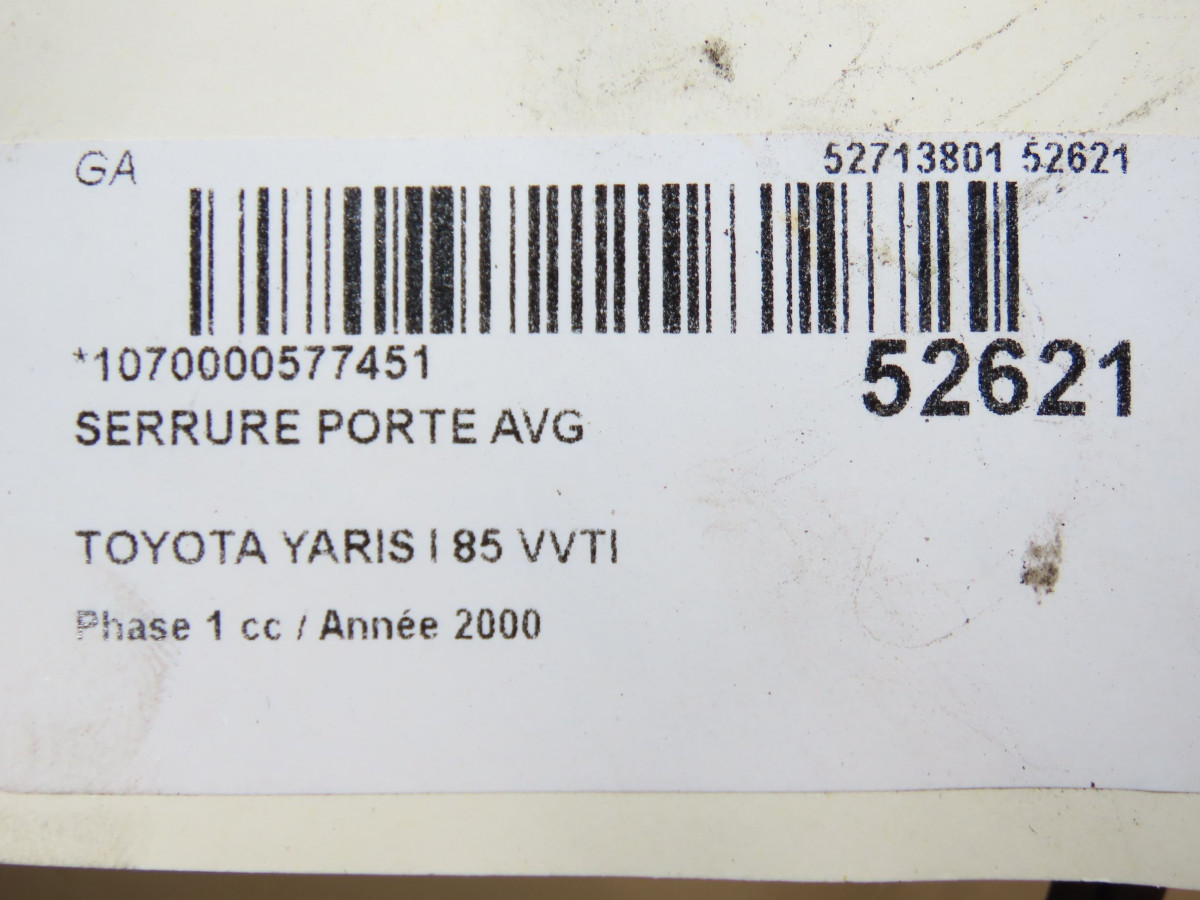 GA
52713801 52621
*1070000577451
52621
SERRURE PORTE AVG
TOYOTA YARIS I 85 VVTI
Phase 1 cc / Année 2000